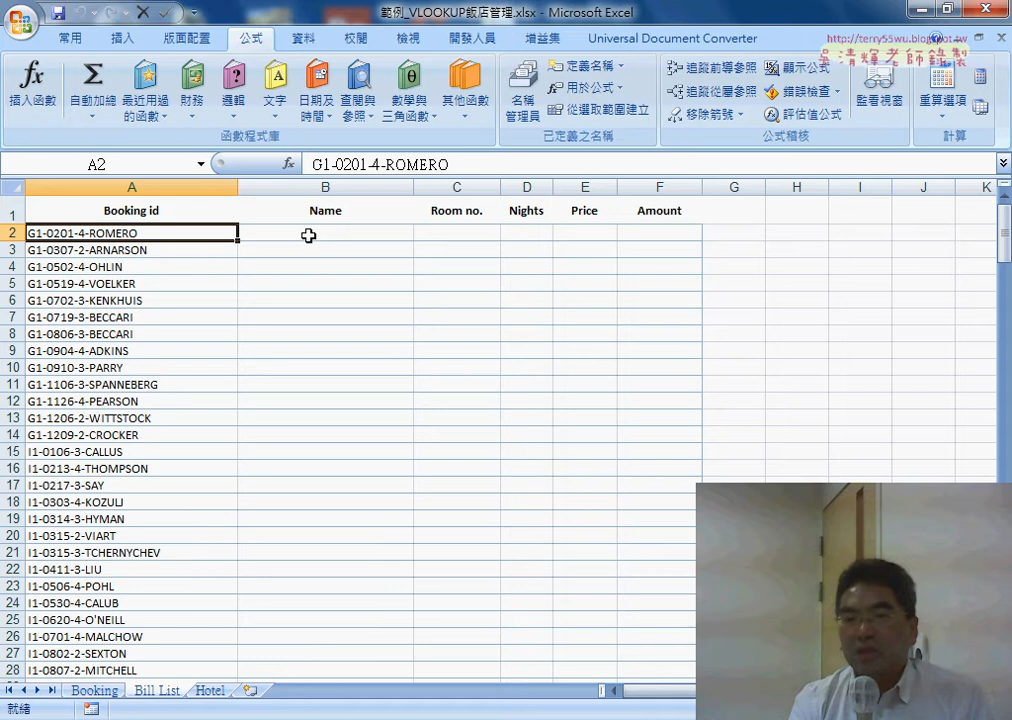 範例_VLOOKUP飯店管理.xlsx - Microsoft Excel
常用 插入 版面配置 公式 資料 校閱 檢視 開發人員 增益集 Universal Document Converter
http://terry55wu.blogspot.tw
吳清輝老師錄製
插入函數 自動加總 最近用過的函數 財務 邏輯 文字 日期及時間 查閱與參照 數學與三角函數 其他函數
函數程式庫
名稱管理員 定義名稱 用於公式 從選取範圍建立
已定義之名稱
追蹤前導參照 追蹤從屬參照 移除箭號 顯示公式 錯誤檢查 評估值公式 監看視窗
公式稽核
重算選項
計算
A2 fx G1-0201-4-ROMERO
A B C D E F G H I J K
1 Booking id Name Room no. Nights Price Amount
2 G1-0201-4-ROMERO
3 G1-0307-2-ARNARSON
4 G1-0502-4-OHLIN
5 G1-0519-4-VOELKER
6 G1-0702-3-KENKHUIS
7 G1-0719-3-BECCARI
8 G1-0806-3-BECCARI
9 G1-0904-4-ADKINS
10 G1-0910-3-PARRY
11 G1-1106-3-SPANNEBERG
12 G1-1126-4-PEARSON
13 G1-1206-2-WITTSTOCK
14 G1-1209-2-CROCKER
15 I1-0106-3-CALLUS
16 I1-0213-4-THOMPSON
17 I1-0217-3-SAY
18 I1-0303-4-KOZULJ
19 I1-0314-3-HYMAN
20 I1-0315-2-VIART
21 I1-0315-3-TCHERNYCHEV
22 I1-0411-3-LIU
23 I1-0506-4-POHL
24 I1-0530-4-CALUB
25 I1-0620-4-O'NEILL
26 I1-0701-4-MALCHOW
27 I1-0802-2-SEXTON
28 I1-0807-2-MITCHELL
Booking Bill List Hotel
就緒